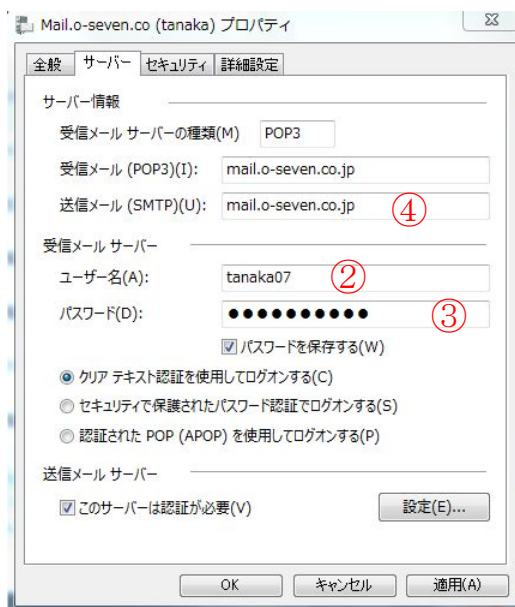 Mail.o-seven.co (tanaka) プロパティ
全般 サーバー セキュリティ 詳細設定
サーバー情報
受信メール サーバーの種類(M) POP3
受信メール (POP3)(I): mail.o-seven.co.jp
送信メール (SMTP)(U): mail.o-seven.co.jp ④
受信メール サーバー
ユーザー名(A): tanaka07 ②
パスワード(D): ●●●●●●●●●● ③
パスワードを保存する(W)
クリア テキスト認証を使用してログオンする(C)
セキュリティで保護されたパスワード認証でログオンする(S)
認証された POP (APOP) を使用してログオンする(P)
送信メール サーバー
このサーバーは認証が必要(V) 設定(E)...
OK キャンセル 適用(A)